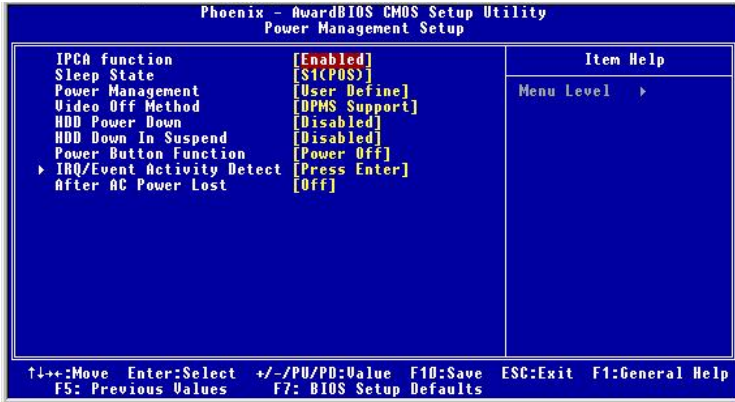 Phoenix - AwardBIOS CMOS Setup Utility
Power Management Setup
IPCA function [Enabled]
Sleep State [S1(POS)]
Power Management [User Define]
Video Off Method [DPMS Support]
HDD Power Down [Disabled]
HDD Down In Suspend [Disabled]
Power Button Function [Power Off]
IRQ/Event Activity Detect [Press Enter]
After AC Power Lost [Off]
Item Help
Menu Level
↑↓→←:Move Enter:Select +/-/PU/PD:Value F10:Save ESC:Exit F1:General Help
F5: Previous Values F7: BIOS Setup Defaults